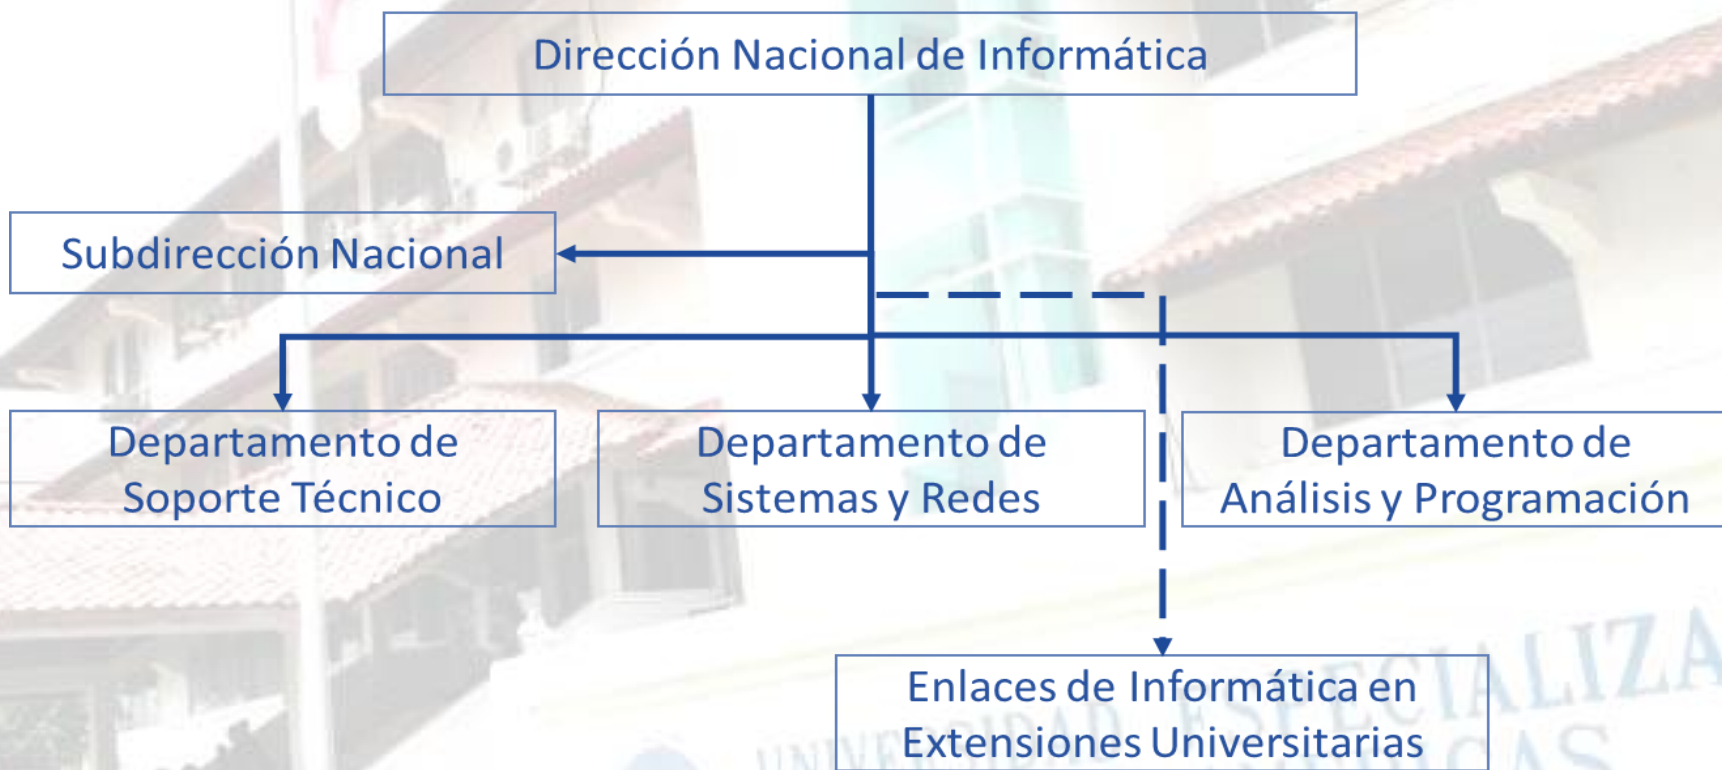 Dirección Nacional de Informática
Subdirección Nacional
Departamento de
Soporte Técnico
Departamento de
Sistemas y Redes
Departamento de
Análisis y Programación
Enlaces de Informática en
Extensiones Universitarias